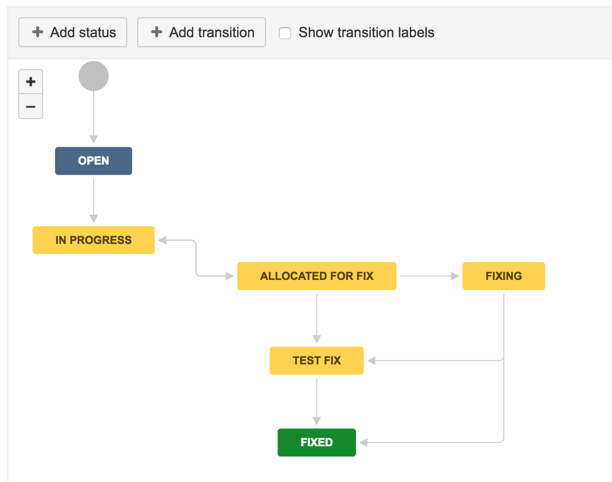 + Add status
+ Add transition
Show transition labels
+
−
OPEN
IN PROGRESS
ALLOCATED FOR FIX
FIXING
TEST FIX
FIXED